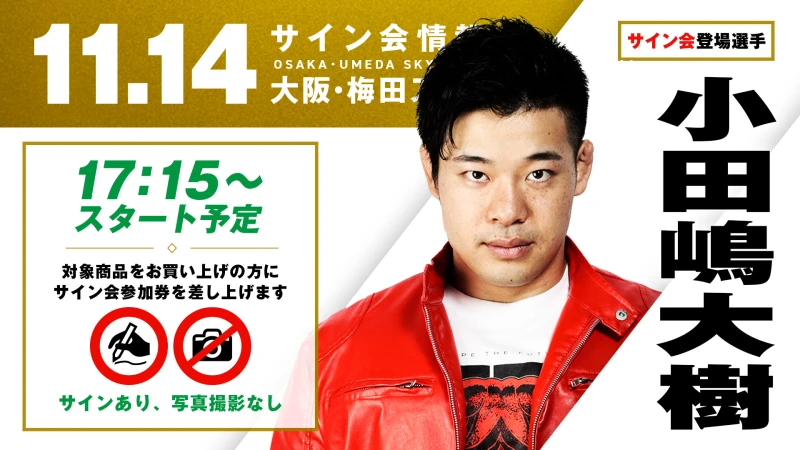 11.14
サイン会情報
OSAKA・UMEDA SKY
大阪・梅田ス
サイン会登場選手
小田嶋大樹
17:15～
スタート予定
対象商品をお買い上げの方に
サイン会参加券を差し上げます
サインあり、写真撮影なし